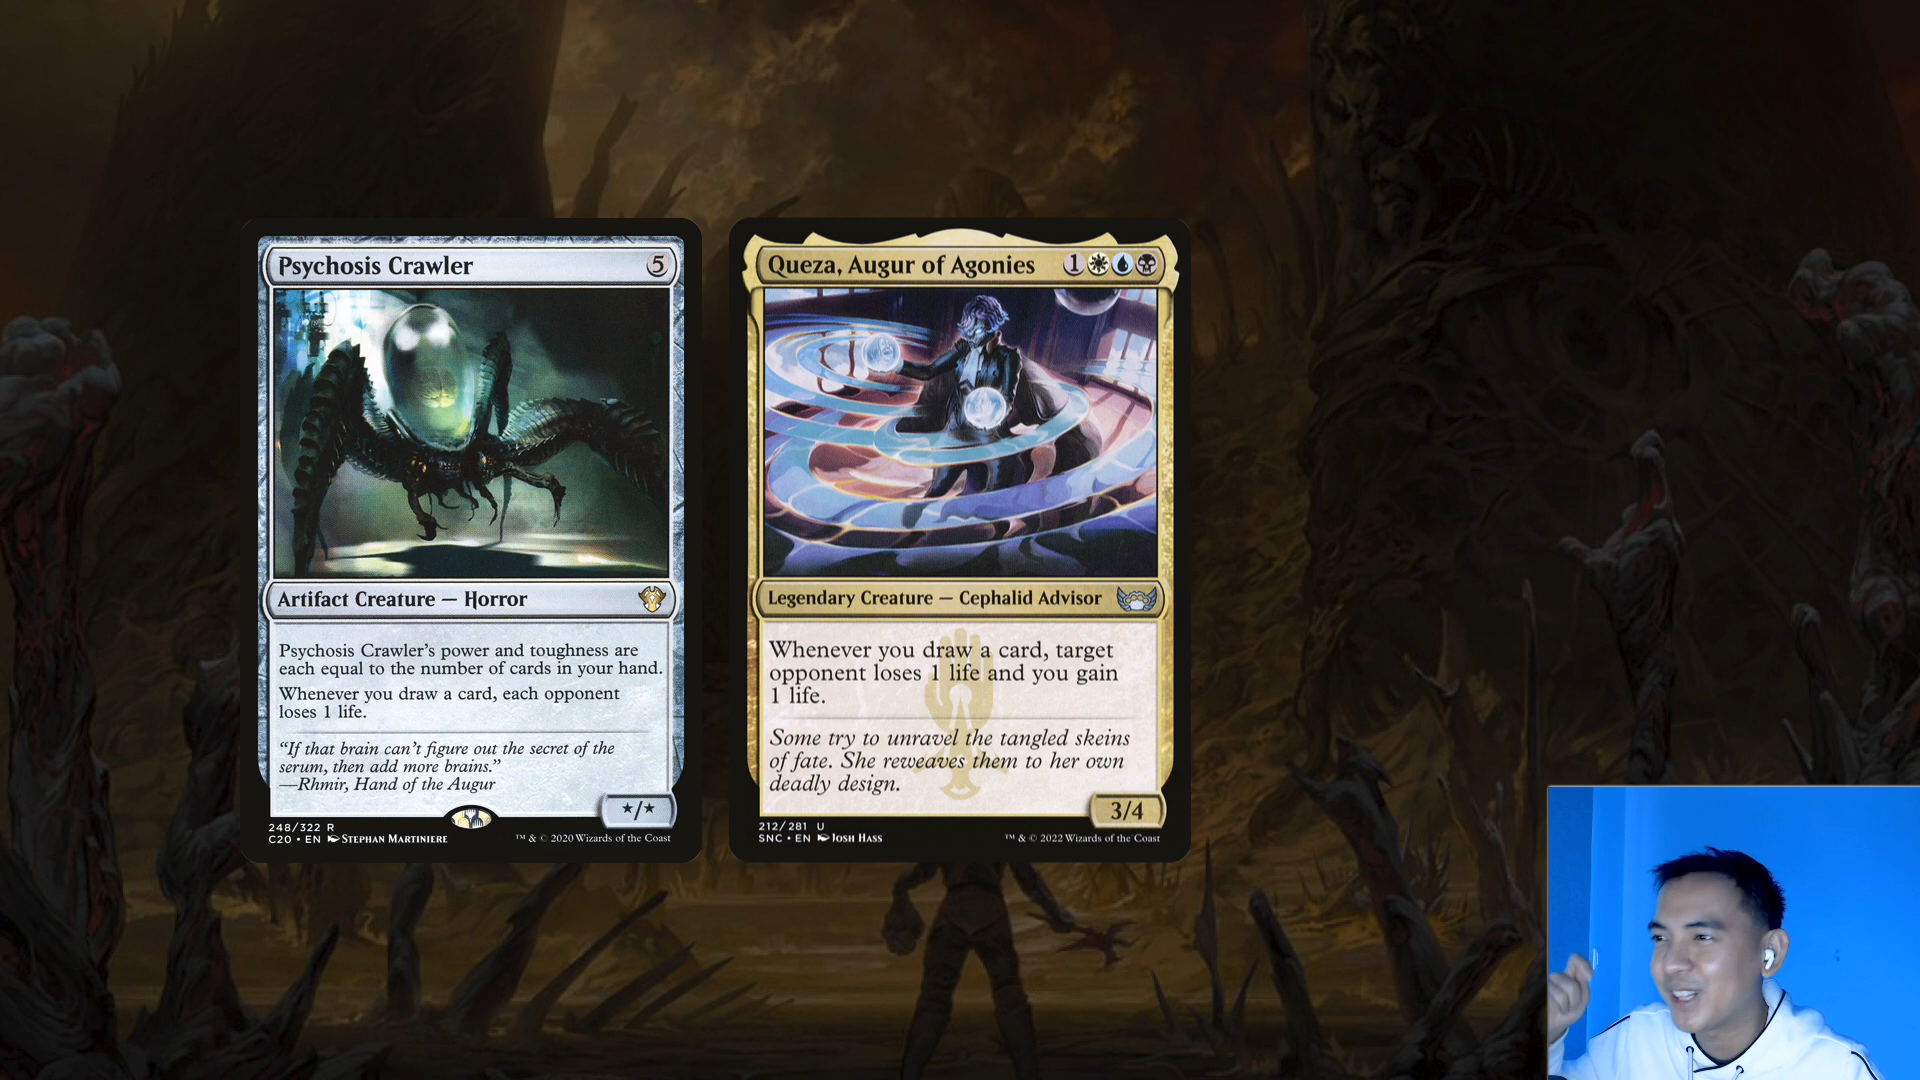 Psychosis Crawler 5
Artifact Creature — Horror
Psychosis Crawler's power and toughness are
each equal to the number of cards in your hand.
Whenever you draw a card, each opponent
loses 1 life.
"If that brain can't figure out the secret of the
serum, then add more brains."
—Rhmir, Hand of the Augur
*/*
248/322 R
C20 • EN Stephan Martiniere
™ & © 2020 Wizards of the Coast
Queza, Augur of Agonies 1
Legendary Creature — Cephalid Advisor
Whenever you draw a card, target
opponent loses 1 life and you gain
1 life.
Some try to unravel the tangled skeins
of fate. She reweaves them to her own
deadly design.
3/4
212/281 U
SNC • EN Josh Hass
™ & © 2022 Wizards of the Coast